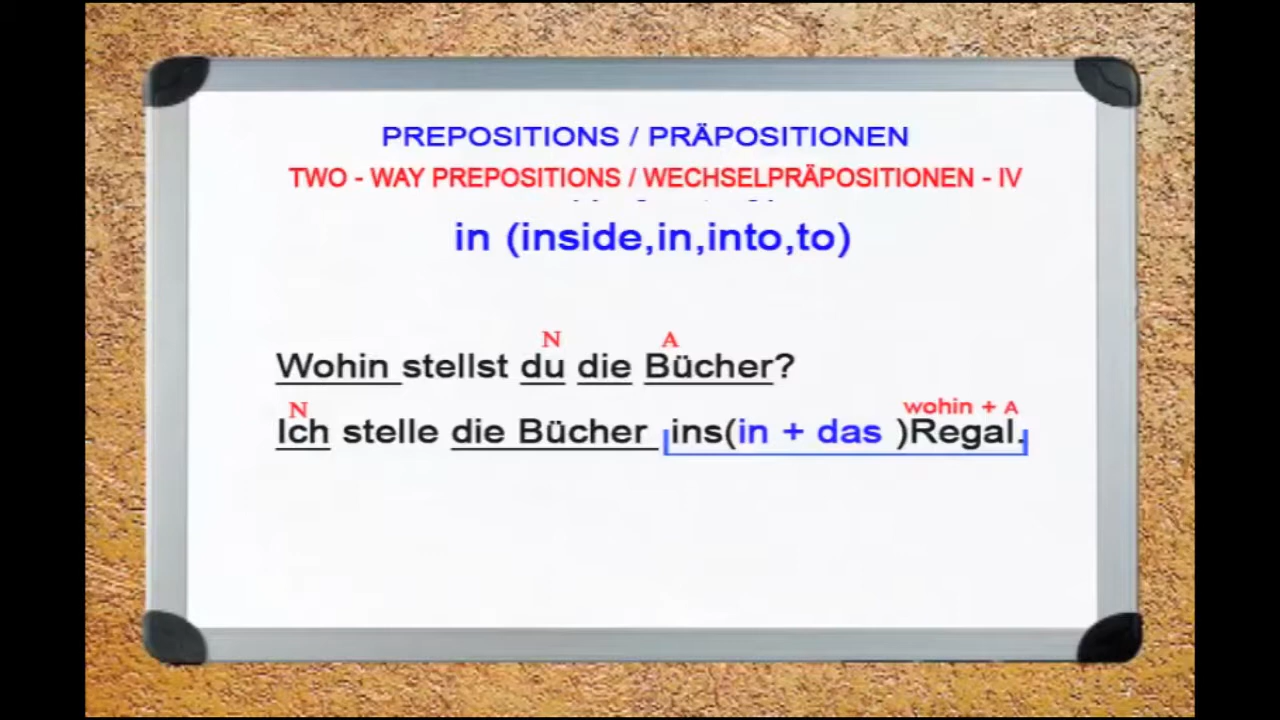 PREPOSITIONS / PRÄPOSITIONEN
TWO - WAY PREPOSITIONS / WECHSELPRÄPOSITIONEN - IV
in (inside,in,into,to)
N A
Wohin stellst du die Bücher?
N wohin + A
Ich stelle die Bücher ins(in + das )Regal.